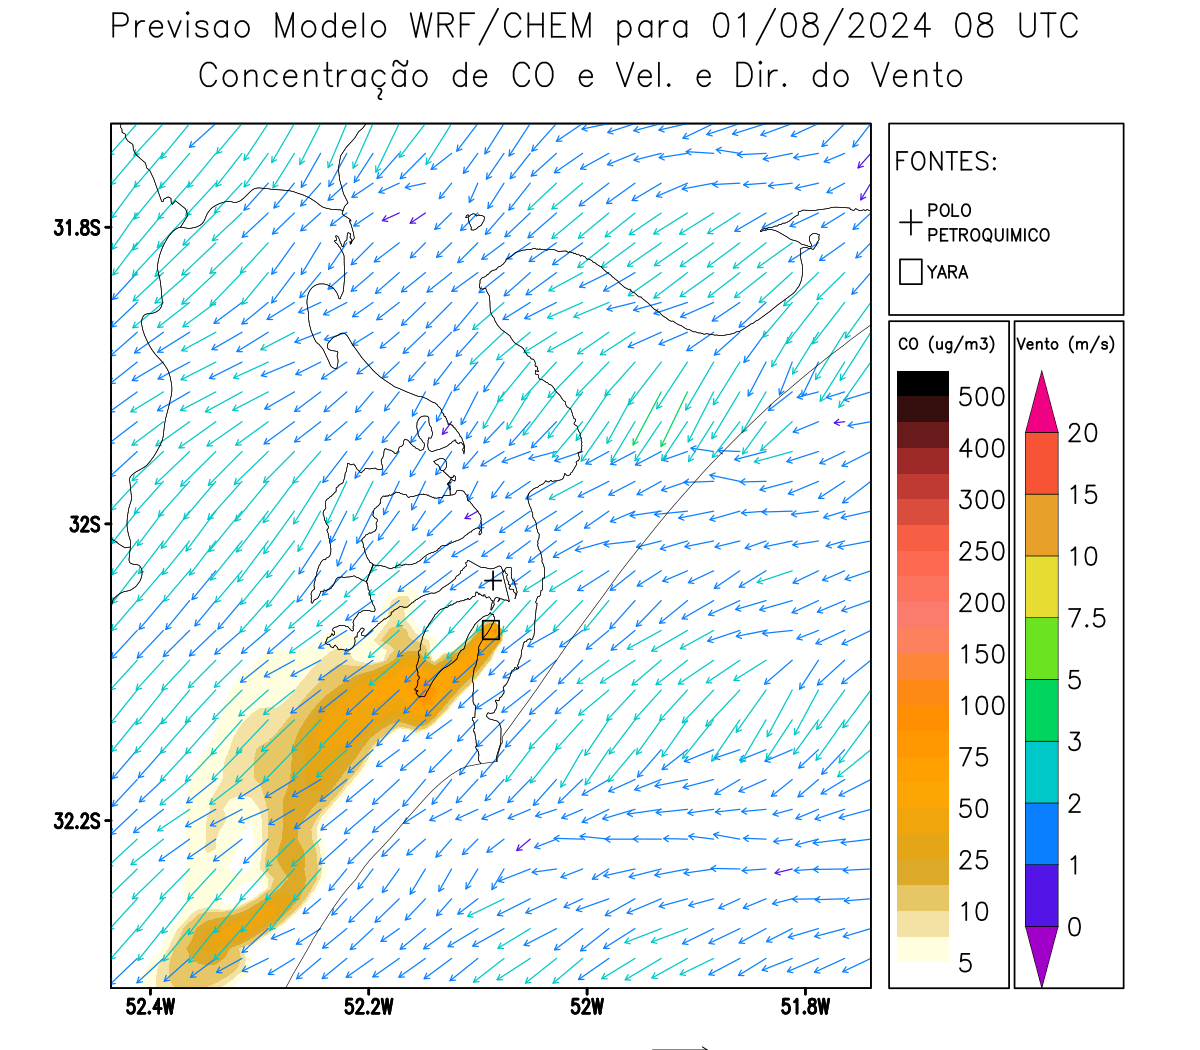 Previsao Modelo WRF/CHEM para 01/08/2024 08 UTC
Concentração de CO e Vel. e Dir. do Vento
FONTES:
POLO
PETROQUIMICO
YARA
CO (ug/m3)
500
400
300
250
200
150
100
75
50
25
10
5
Vento (m/s)
20
15
10
7.5
5
3
2
1
0
31.8S
32S
32.2S
52.4W
52.2W
52W
51.8W